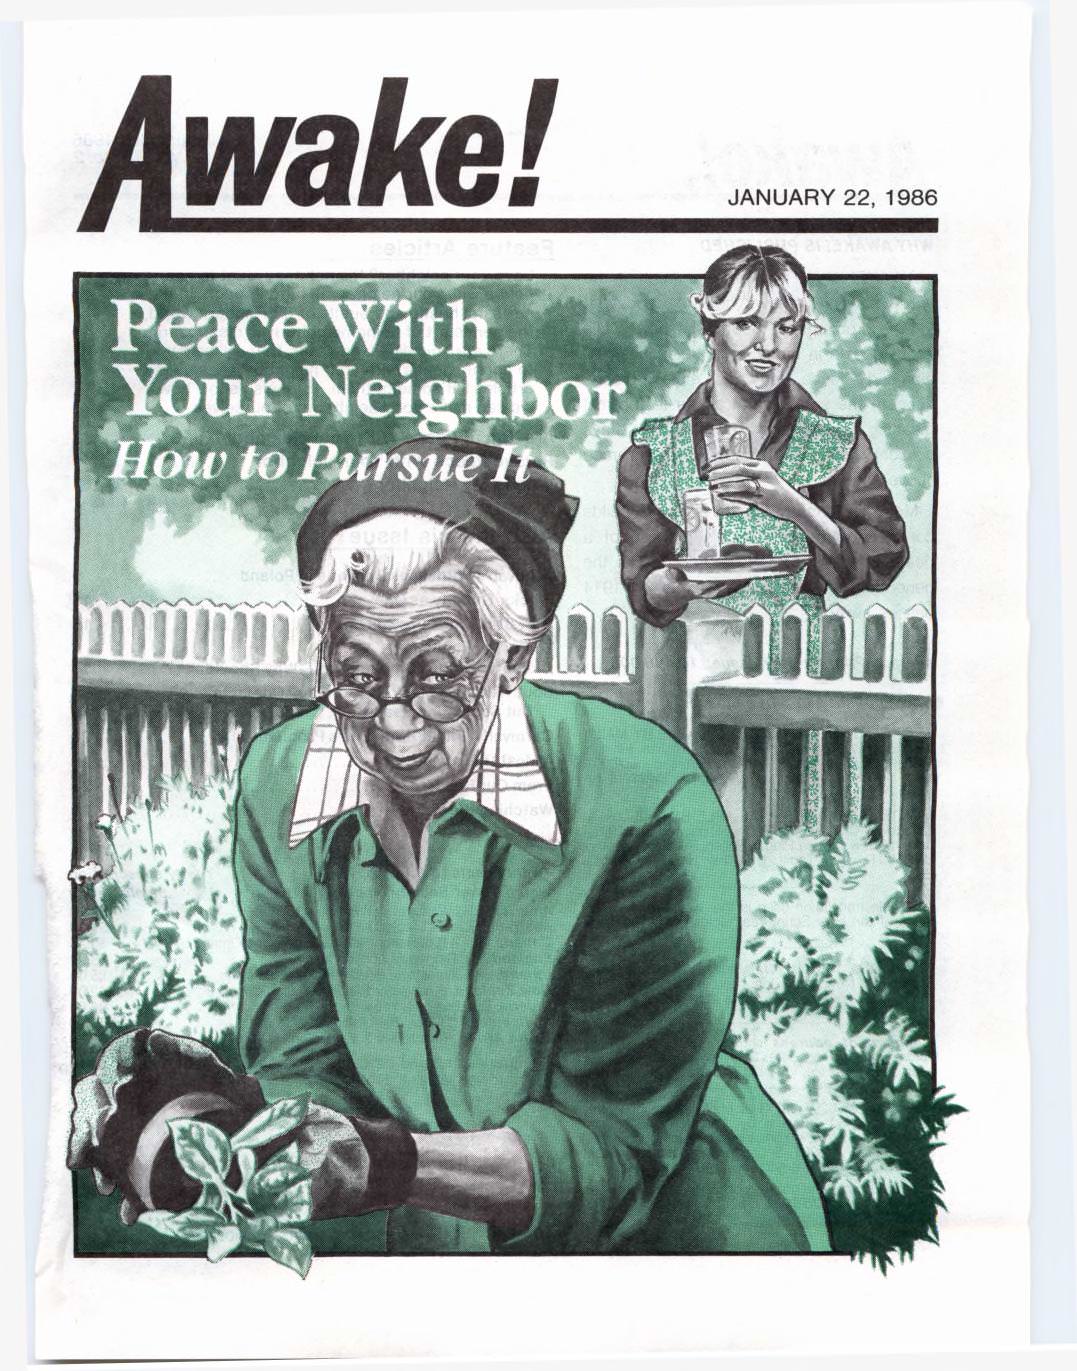 Awake!
JANUARY 22, 1986
Peace With
Your Neighbor
How to Pursue It